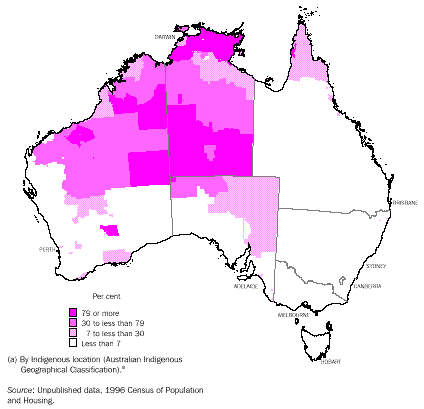 DARWIN
BRISBANE
PERTH
SYDNEY
ADELAIDE
CANBERRA
MELBOURNE
HOBART
Per cent
79 or more
30 to less than 79
7 to less than 30
Less than 7
(a) By Indigenous location (Australian Indigenous
Geographical Classification).
Source: Unpublished data, 1996 Census of Population
and Housing.